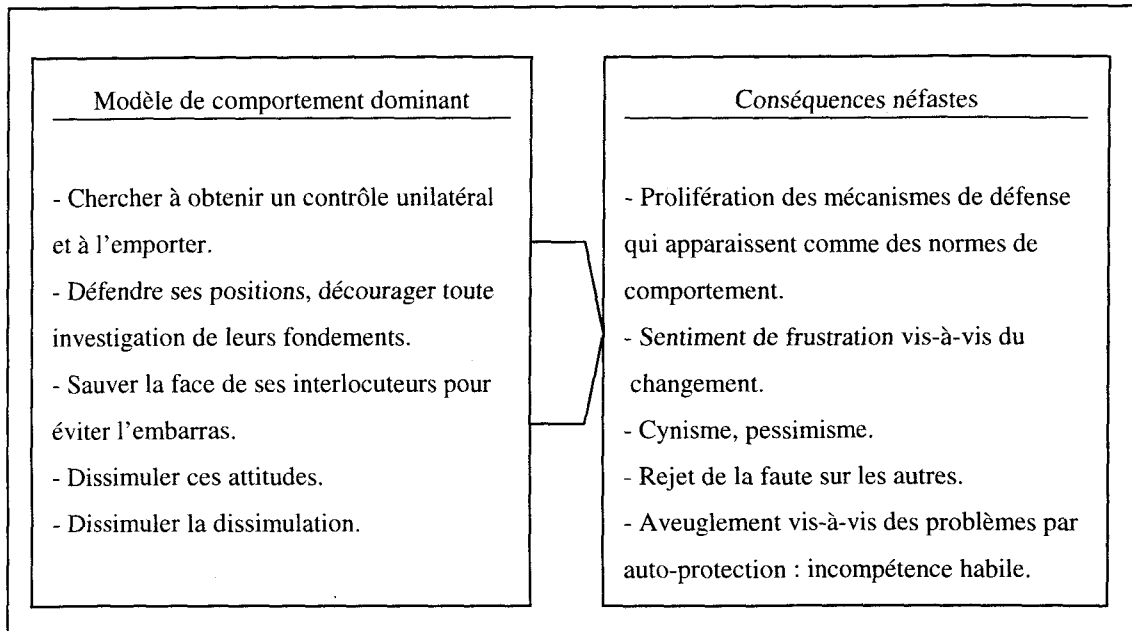 Modèle de comportement dominant
- Chercher à obtenir un contrôle unilatéral
et à l'emporter.
- Défendre ses positions, décourager toute
investigation de leurs fondements.
- Sauver la face de ses interlocuteurs pour
éviter l'embarras.
- Dissimuler ces attitudes.
- Dissimuler la dissimulation.
Conséquences néfastes
- Prolifération des mécanismes de défense
qui apparaissent comme des normes de
comportement.
- Sentiment de frustration vis-à-vis du
changement.
- Cynisme, pessimisme.
- Rejet de la faute sur les autres.
- Aveuglement vis-à-vis des problèmes par
auto-protection : incompétence habile.